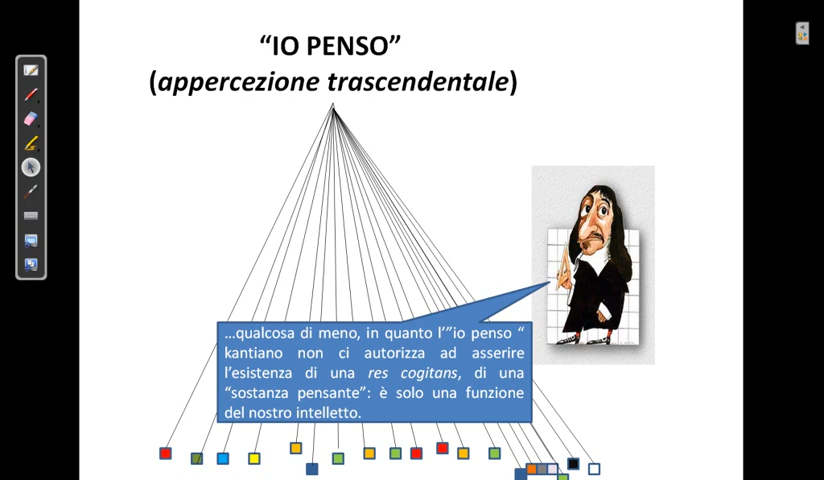 “IO PENSO”
(appercezione trascendentale)
...qualcosa di meno, in quanto l’”io penso “
kantiano non ci autorizza ad asserire
l’esistenza di una res cogitans, di una
“sostanza pensante”: è solo una funzione
del nostro intelletto.